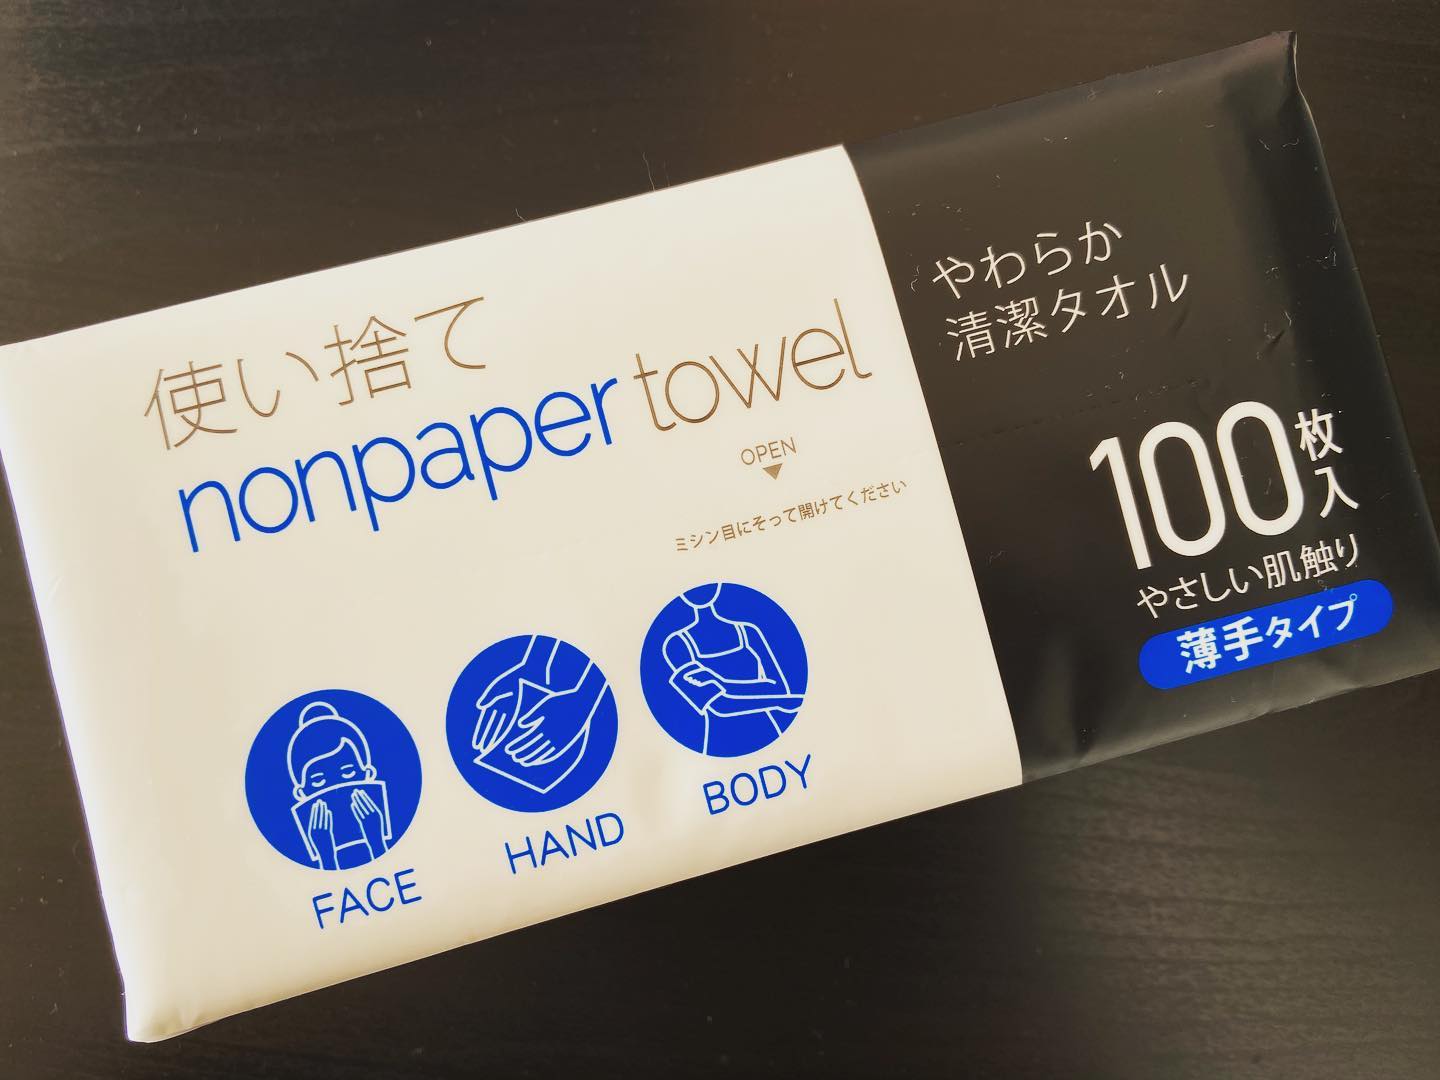 使い捨て
nonpaper towel
OPEN
ミシン目にそって開けてください
FACE
HAND
BODY
やわらか
清潔タオル
100枚入
やさしい肌触り
薄手タイプ